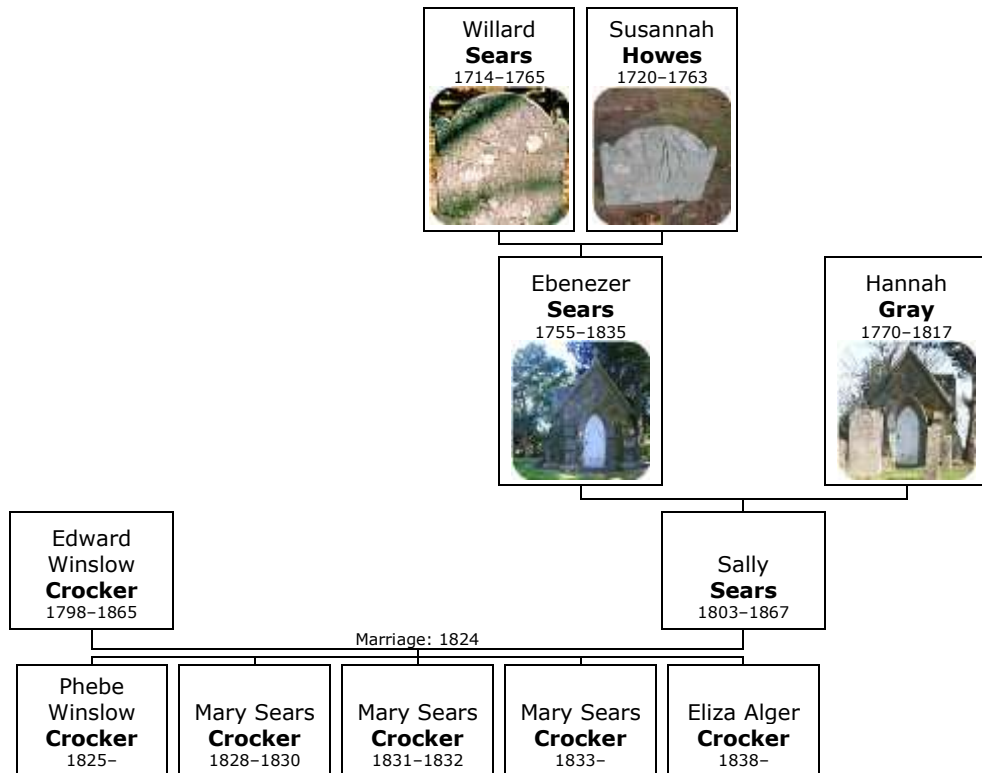 Willard
Sears
1714–1765
Susannah
Howes
1720–1763
Ebenezer
Sears
1755–1835
Hannah
Gray
1770–1817
Edward
Winslow
Crocker
1798–1865
Sally
Sears
1803–1867
Marriage: 1824
Phebe
Winslow
Crocker
1825–
Mary Sears
Crocker
1828–1830
Mary Sears
Crocker
1831–1832
Mary Sears
Crocker
1833–
Eliza Alger
Crocker
1838–